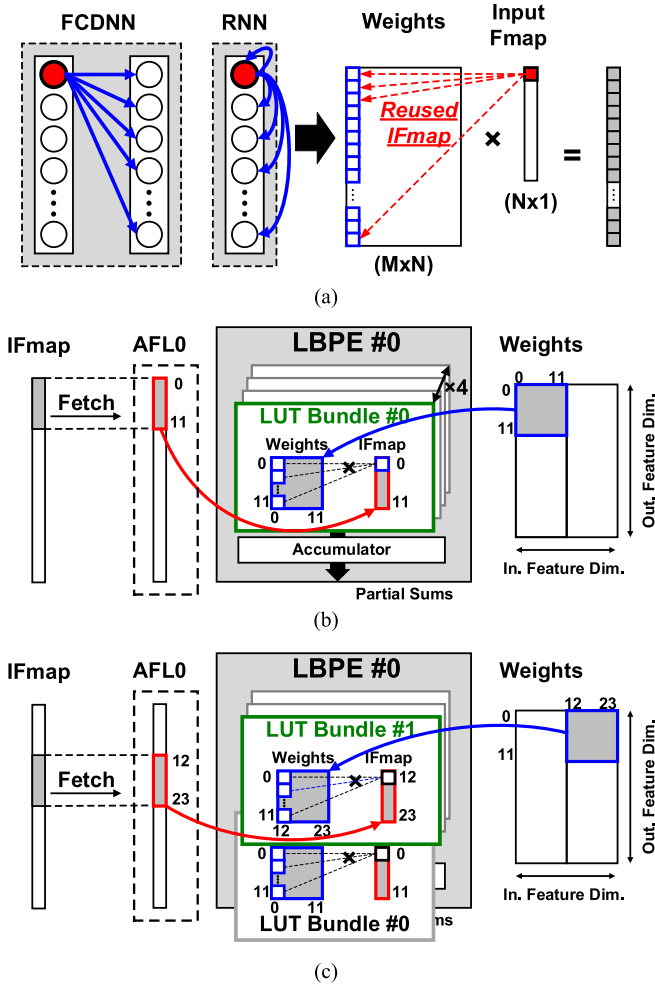 FCDNN RNN Weights Input
Fmap
Reused
IFmap
× =
(Nx1)
(MxN)
(a)
IFmap AFL0 LBPE #0 Weights
0 11
0 ×4 0
Fetch LUT Bundle #0
11 Weights IFmap 11
0 × 0
11 11
0 11
Out. Feature Dim.
Accumulator In. Feature Dim.
Partial Sums
(b)
IFmap AFL0 LBPE #0 Weights
12 23
0
LUT Bundle #1
12 Weights IFmap 11
Fetch 0 × 12
23 11 23
12 23
Out. Feature Dim.
0 × 0
In. Feature Dim.
11 11
0 11
ms
LUT Bundle #0
(c)